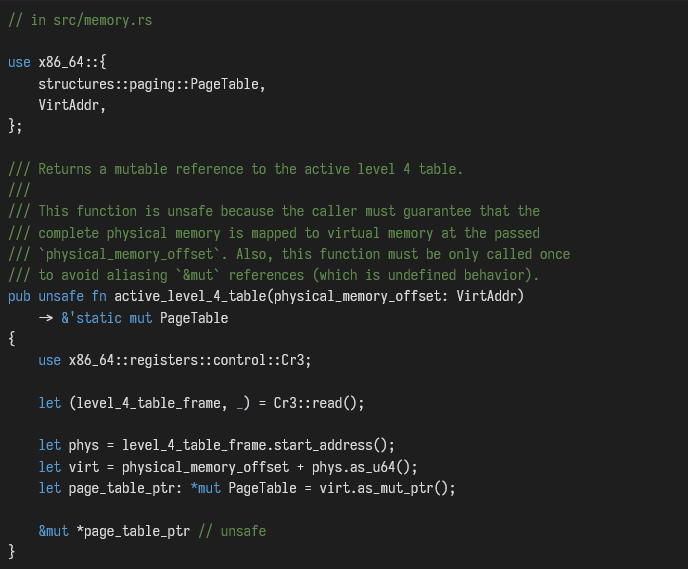 // in src/memory.rs

use x86_64::{
    structures::paging::PageTable,
    VirtAddr,
};

/// Returns a mutable reference to the active level 4 table.
///
/// This function is unsafe because the caller must guarantee that the
/// complete physical memory is mapped to virtual memory at the passed
/// `physical_memory_offset`. Also, this function must be only called once
/// to avoid aliasing `&mut` references (which is undefined behavior).
pub unsafe fn active_level_4_table(physical_memory_offset: VirtAddr)
    -> &'static mut PageTable
{
    use x86_64::registers::control::Cr3;

    let (level_4_table_frame, _) = Cr3::read();

    let phys = level_4_table_frame.start_address();
    let virt = physical_memory_offset + phys.as_u64();
    let page_table_ptr: *mut PageTable = virt.as_mut_ptr();

    &mut *page_table_ptr // unsafe
}